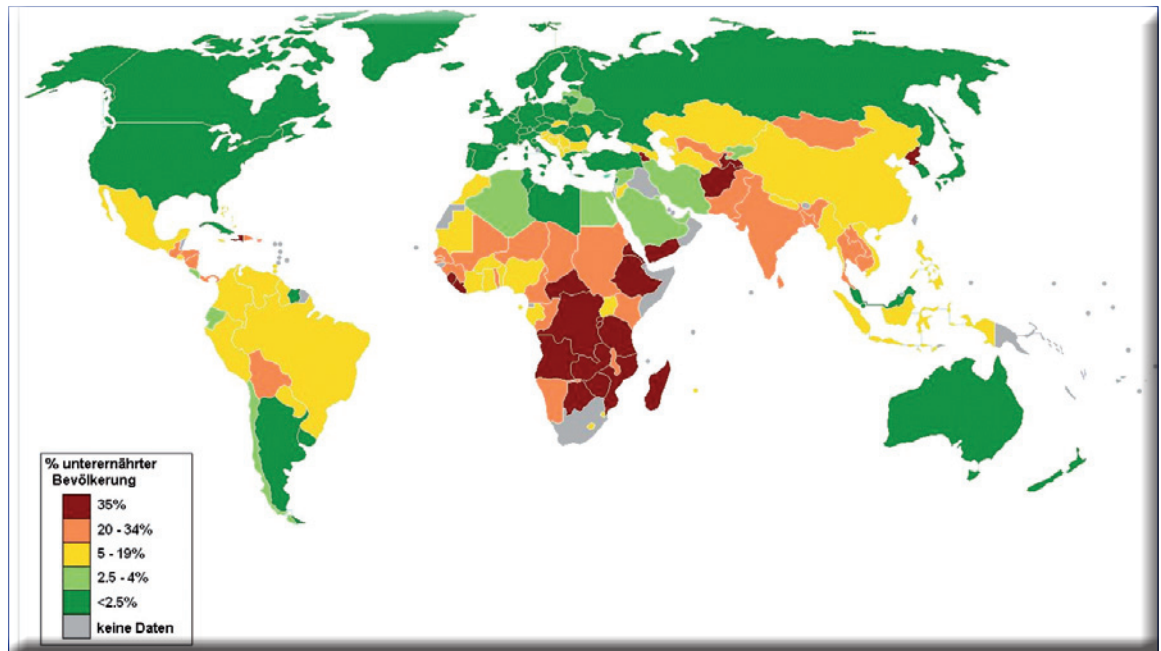 % unterernährter
Bevölkerung
35%
20 - 34%
5 - 19%
2.5 - 4%
<2.5%
keine Daten